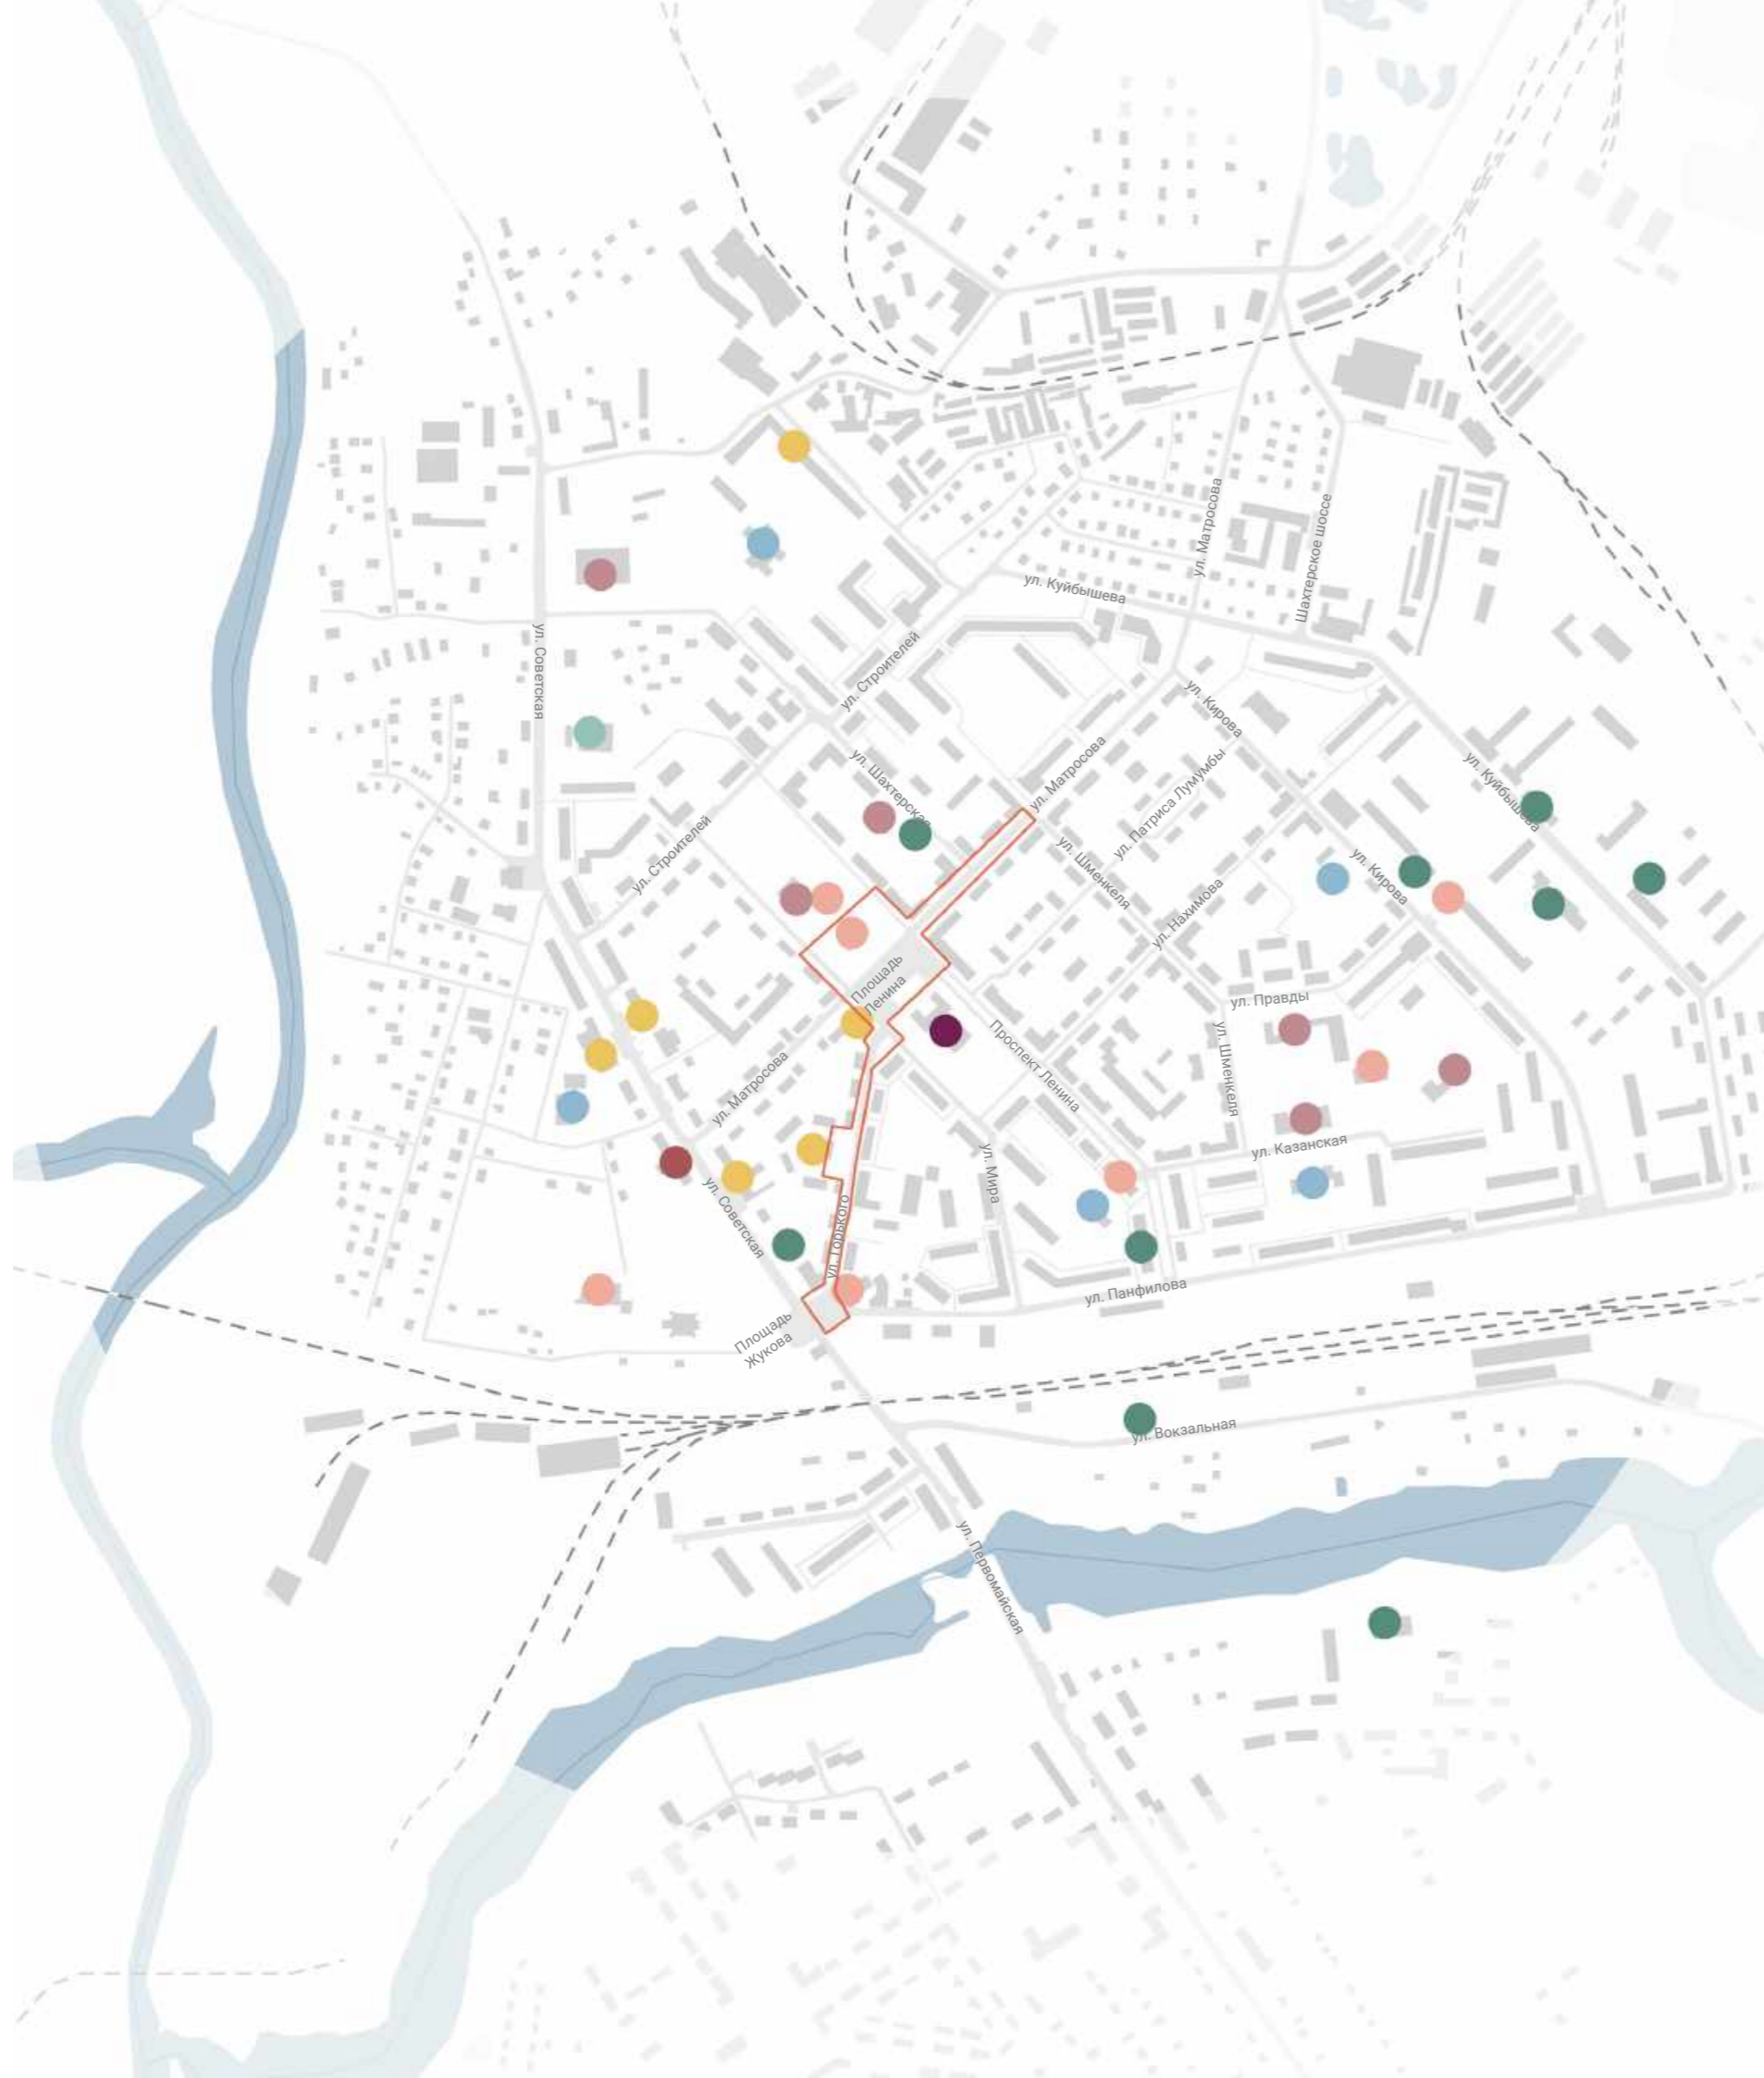 ул. Матросова
Шахтерское шоссе
ул. Куйбышева
ул. Советская
ул. Строителей
ул. Кирова
ул. Шахтерская
ул. Матросова
ул. Патриса Лумумбы
ул. Куйбышева
ул. Строителей
ул. Шменкеля
ул. Кирова
ул. Нахимова
Площадь
Ленина
ул. Правды
Проспект Ленина
ул. Шменкеля
ул. Матросова
ул. Мира
ул. Казанская
ул. Советская
ул. Горького
ул. Панфилова
Площадь
Жукова
ул. Вокзальная
ул. Первомайская